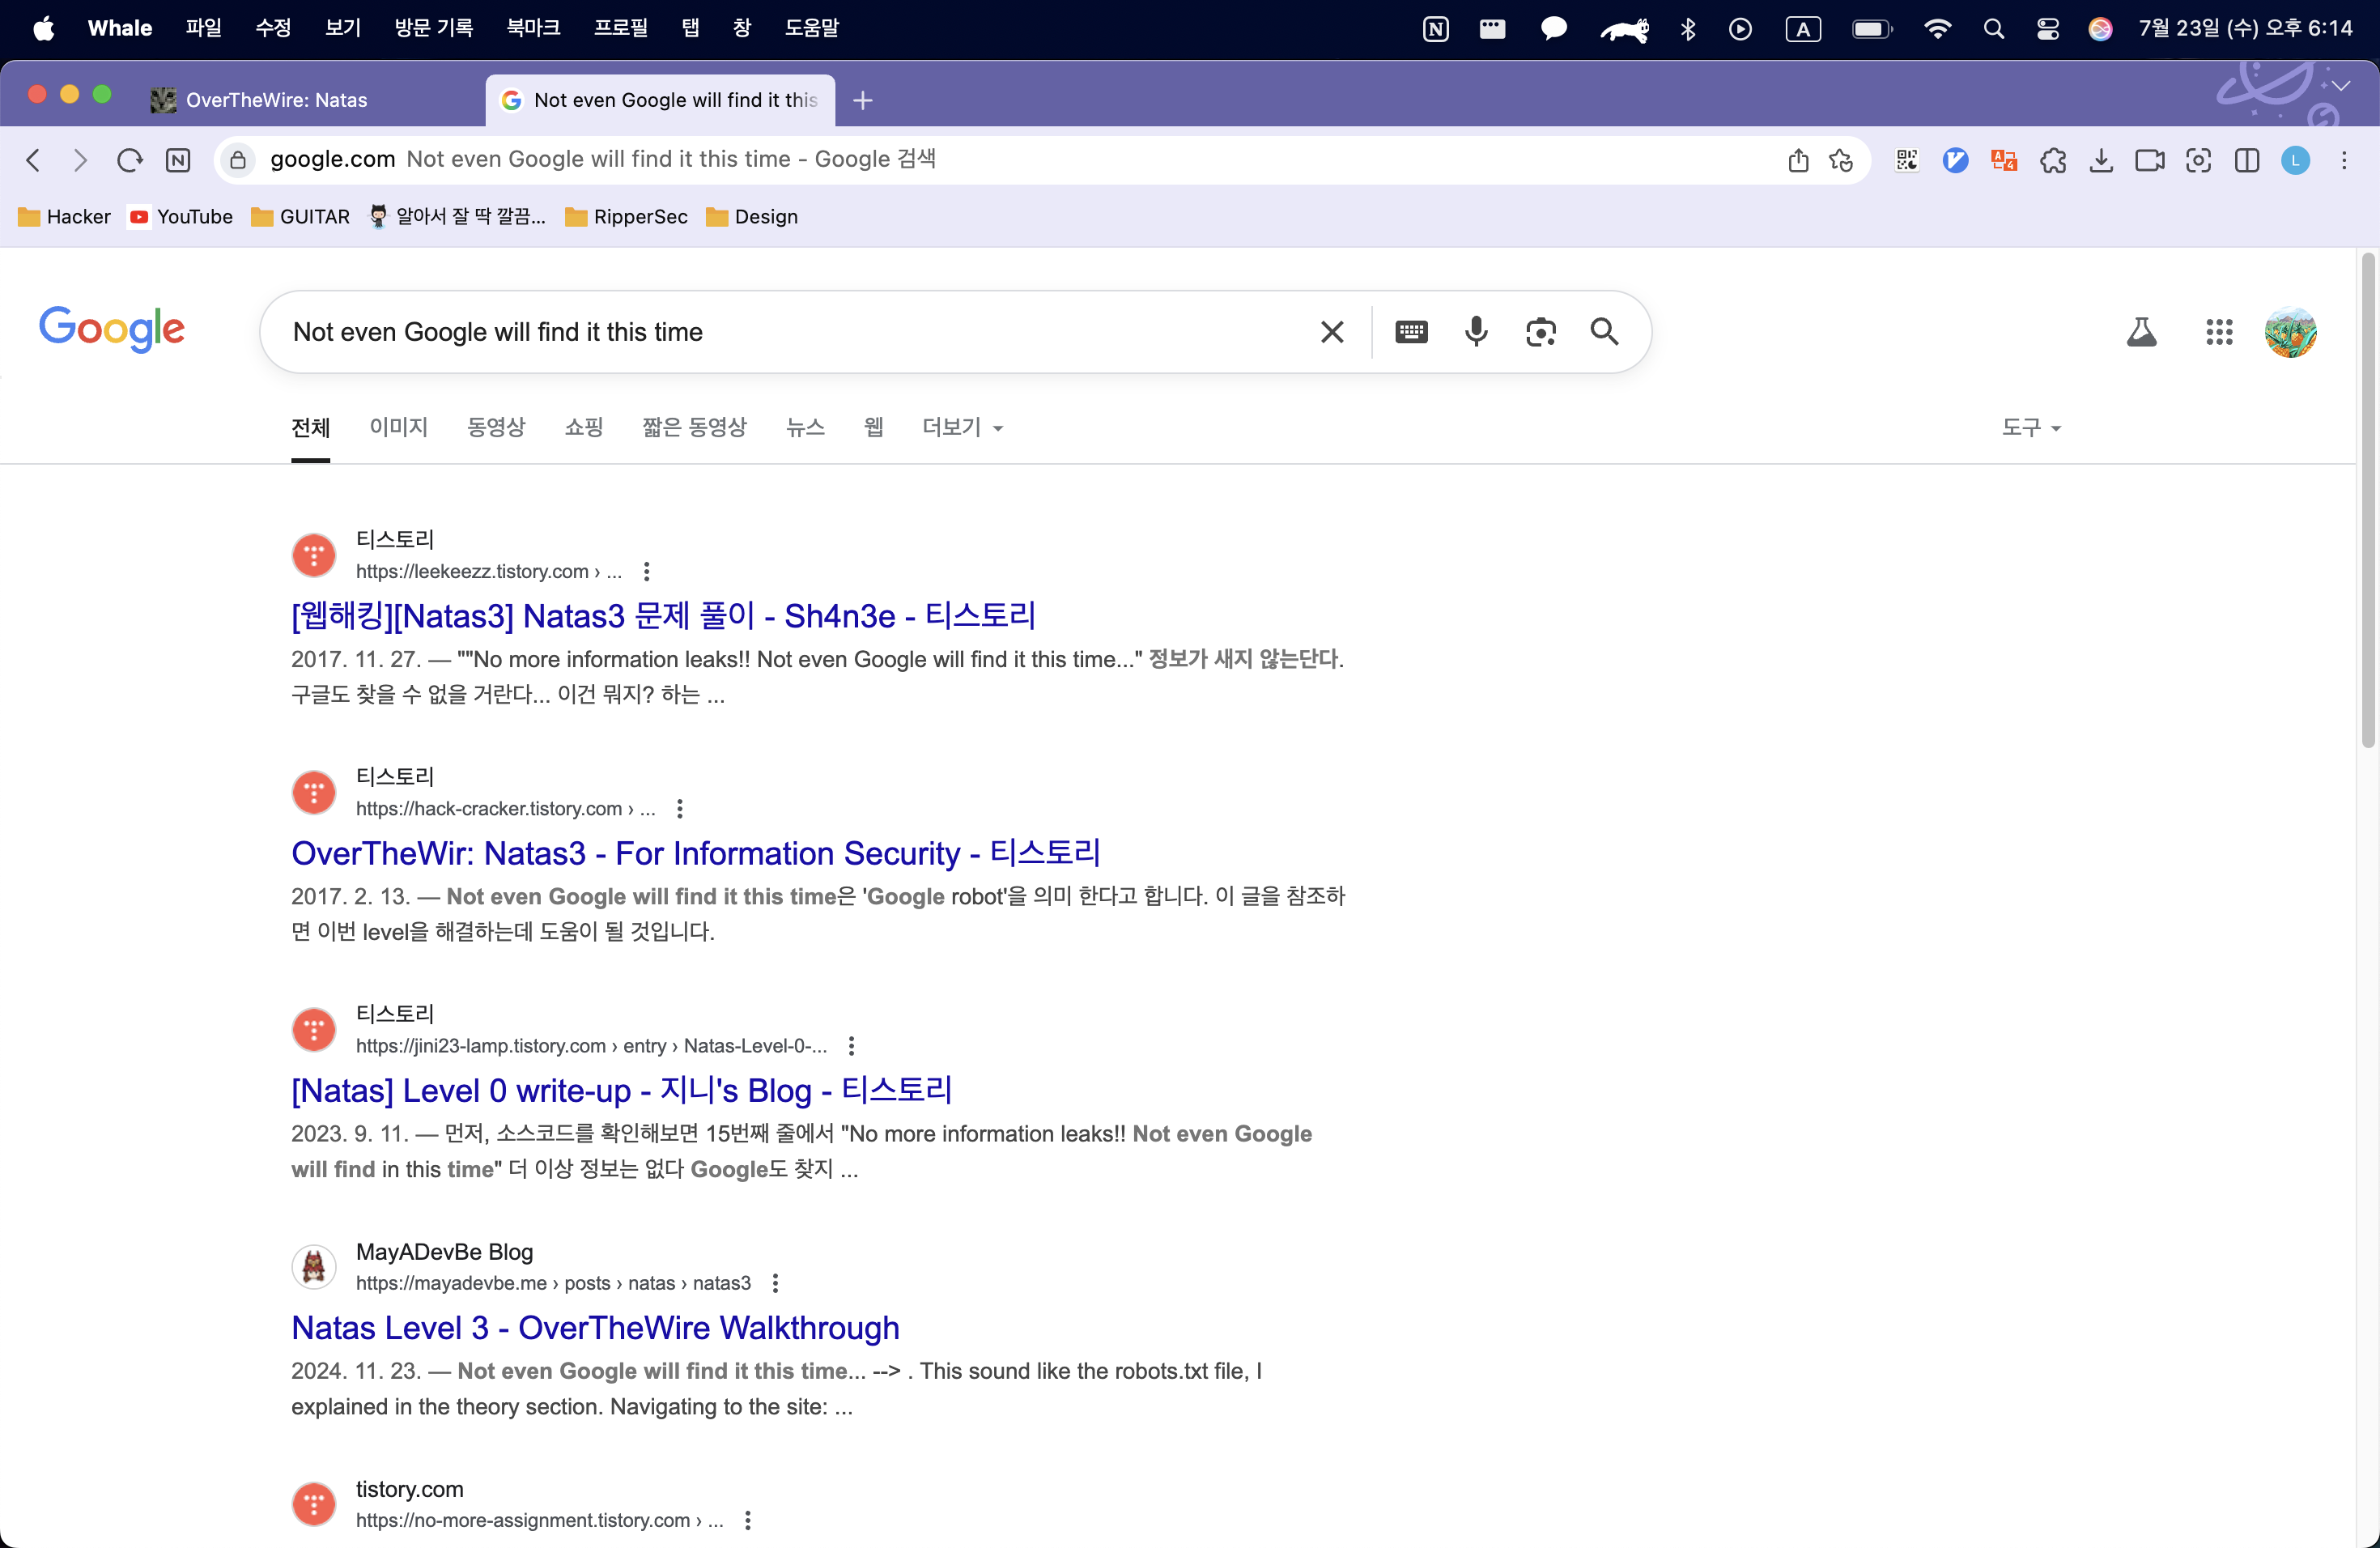 Whale 파일 수정 보기 방문 기록 북마크 프로필 탭 창 도움말 A 7월 23일 (수) 오후 6:14
OverTheWire: Natas Not even Google will find it this
google.com Not even Google will find it this time - Google 검색 L
Hacker YouTube GUITAR 알아서 잘 딱 깔끔... RipperSec Design
Google Not even Google will find it this time
전체 이미지 동영상 쇼핑 짧은 동영상 뉴스 웹 더보기 도구
티스토리
https://leekeezz.tistory.com › ...
[웹해킹][Natas3] Natas3 문제 풀이 - Sh4n3e - 티스토리
2017. 11. 27. — ""No more information leaks!! Not even Google will find it this time..." 정보가 새지 않는단다.
구글도 찾을 수 없을 거란다... 이건 뭐지? 하는 ...
티스토리
https://hack-cracker.tistory.com › ...
OverTheWir: Natas3 - For Information Security - 티스토리
2017. 2. 13. — Not even Google will find it this time은 'Google robot'을 의미 한다고 합니다. 이 글을 참조하
면 이번 level을 해결하는데 도움이 될 것입니다.
티스토리
https://jini23-lamp.tistory.com › entry › Natas-Level-0-...
[Natas] Level 0 write-up - 지니's Blog - 티스토리
2023. 9. 11. — 먼저, 소스코드를 확인해보면 15번째 줄에서 "No more information leaks!! Not even Google
will find in this time" 더 이상 정보는 없다 Google도 찾지 ...
MayADevBe Blog
https://mayadevbe.me › posts › natas › natas3
Natas Level 3 - OverTheWire Walkthrough
2024. 11. 23. — Not even Google will find it this time... --> . This sound like the robots.txt file, I
explained in the theory section. Navigating to the site: ...
tistory.com
https://no-more-assignment.tistory.com › ...